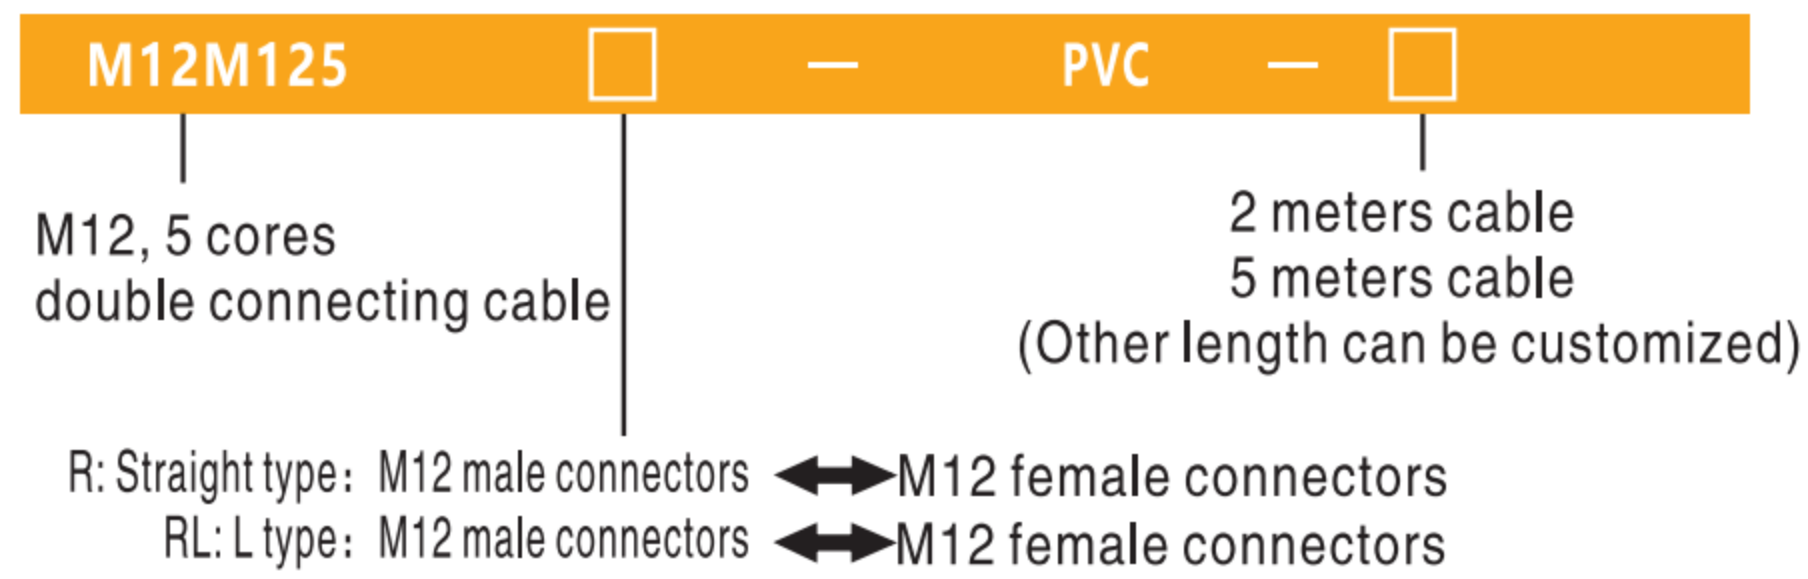 M12M125 □ — PVC — □
M12, 5 cores
double connecting cable
2 meters cable
5 meters cable
(Other length can be customized)
R: Straight type: M12 male connectors ◄►M12 female connectors
RL: L type: M12 male connectors ◄►M12 female connectors